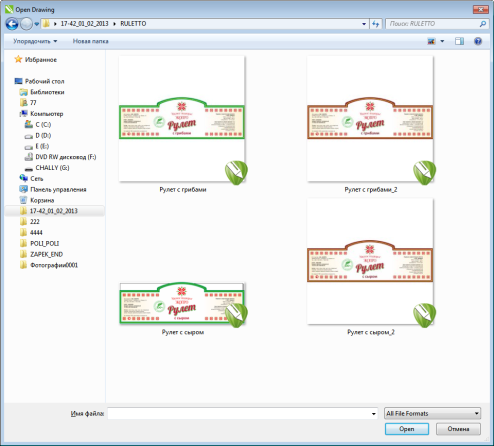 Open Drawing
17-42_01_02_2013 RULETTO
Поиск: RULETTO
Упорядочить
Новая папка
Избранное
Рабочий стол
Библиотеки
77
Компьютер
C (C:)
D (D:)
E (E:)
DVD RW дисковод (F:)
CHALLY (G:)
Сеть
Панель управления
Корзина
17-42_01_02_2013
222
4444
POLI_POLI
ZAPEK_END
Фотографии0001
Рулет
с грибами
Рулет с грибами
Рулет
с грибами
Рулет с грибами_2
Рулет
с сыром
Рулет с сыром
Рулет
с сыром
Рулет с сыром_2
Имя файла:
All File Formats
Open
Отмена